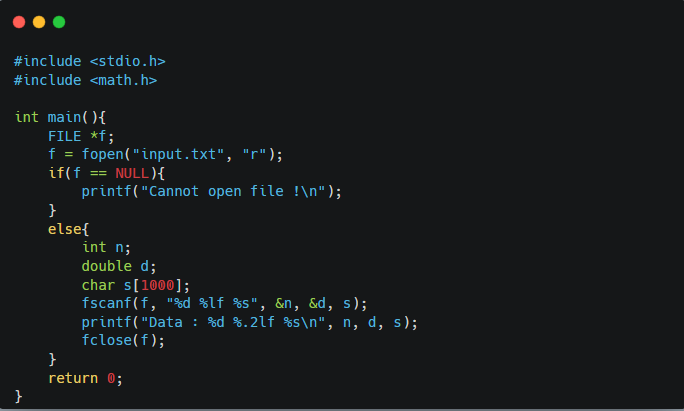 #include <stdio.h>
#include <math.h>

int main(){
    FILE *f;
    f = fopen("input.txt", "r");
    if(f == NULL){
        printf("Cannot open file !\n");
    }
    else{
        int n;
        double d;
        char s[1000];
        fscanf(f, "%d %lf %s", &n, &d, s);
        printf("Data : %d %.2lf %s\n", n, d, s);
        fclose(f);
    }
    return 0;
}